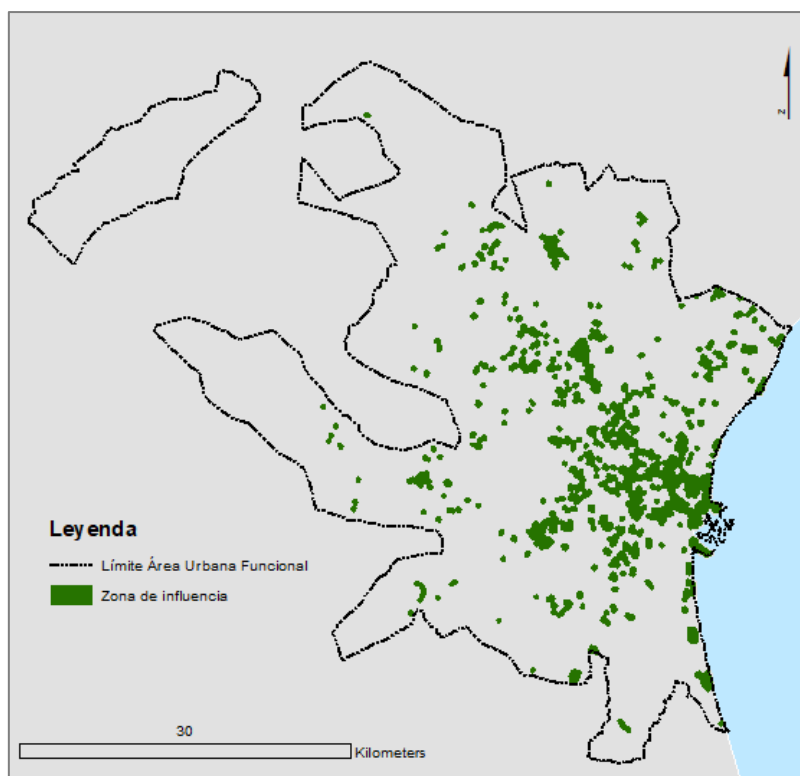 N
Leyenda
Límite Área Urbana Funcional
Zona de influencia
30
Kilometers